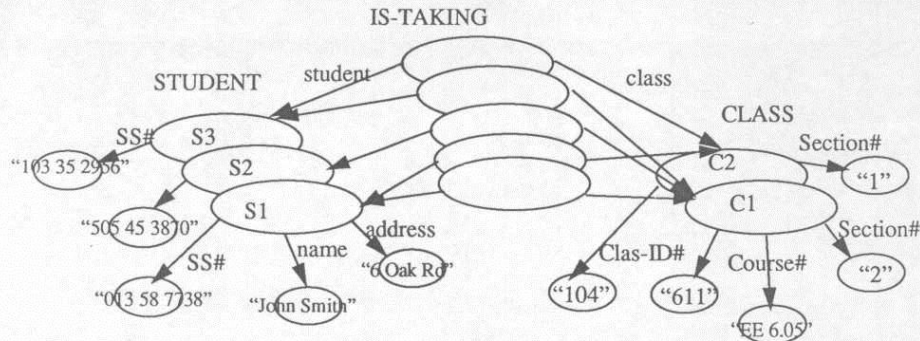 IS-TAKING
STUDENT
student
class
CLASS
SS#
S3
Section#
"103 35 2956"
S2
C2
"1"
S1
C1
"505 45 3870"
address
Section#
SS#
name
Clas-ID#
Course#
"6 Oak Rd"
"2"
"013 58 7738"
"John Smith"
"104"
"611"
"EE 6.05"